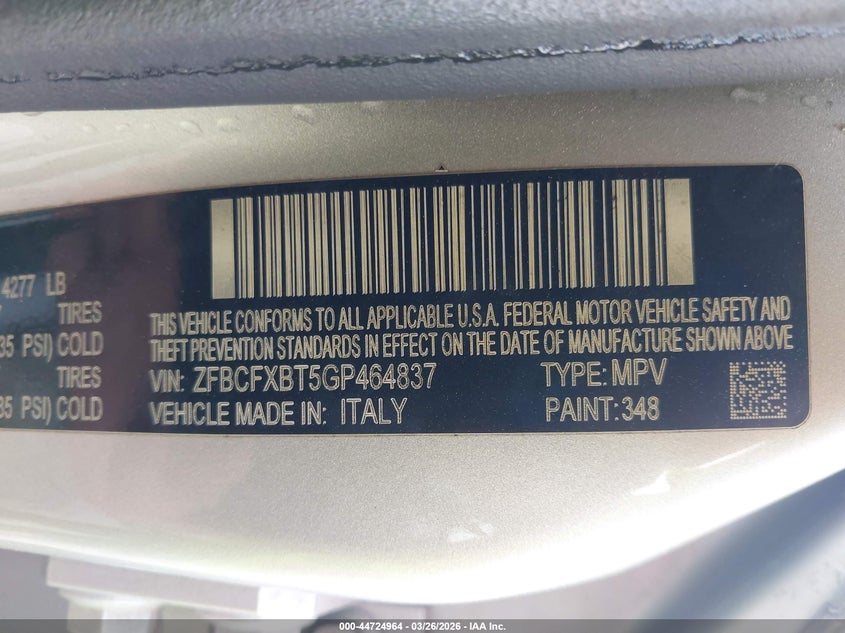 4277 LB
TIRES
35 PSI) COLD
TIRES
35 PSI) COLD
THIS VEHICLE CONFORMS TO ALL APPLICABLE U.S.A. FEDERAL MOTOR VEHICLE SAFETY AND
THEFT PREVENTION STANDARDS IN EFFECT ON THE DATE OF MANUFACTURE SHOWN ABOVE
VIN: ZFBCFXBT5GP464837 TYPE: MPV
VEHICLE MADE IN: ITALY PAINT: 348
000-44724964 | 03/26/2026 | IAA Inc.